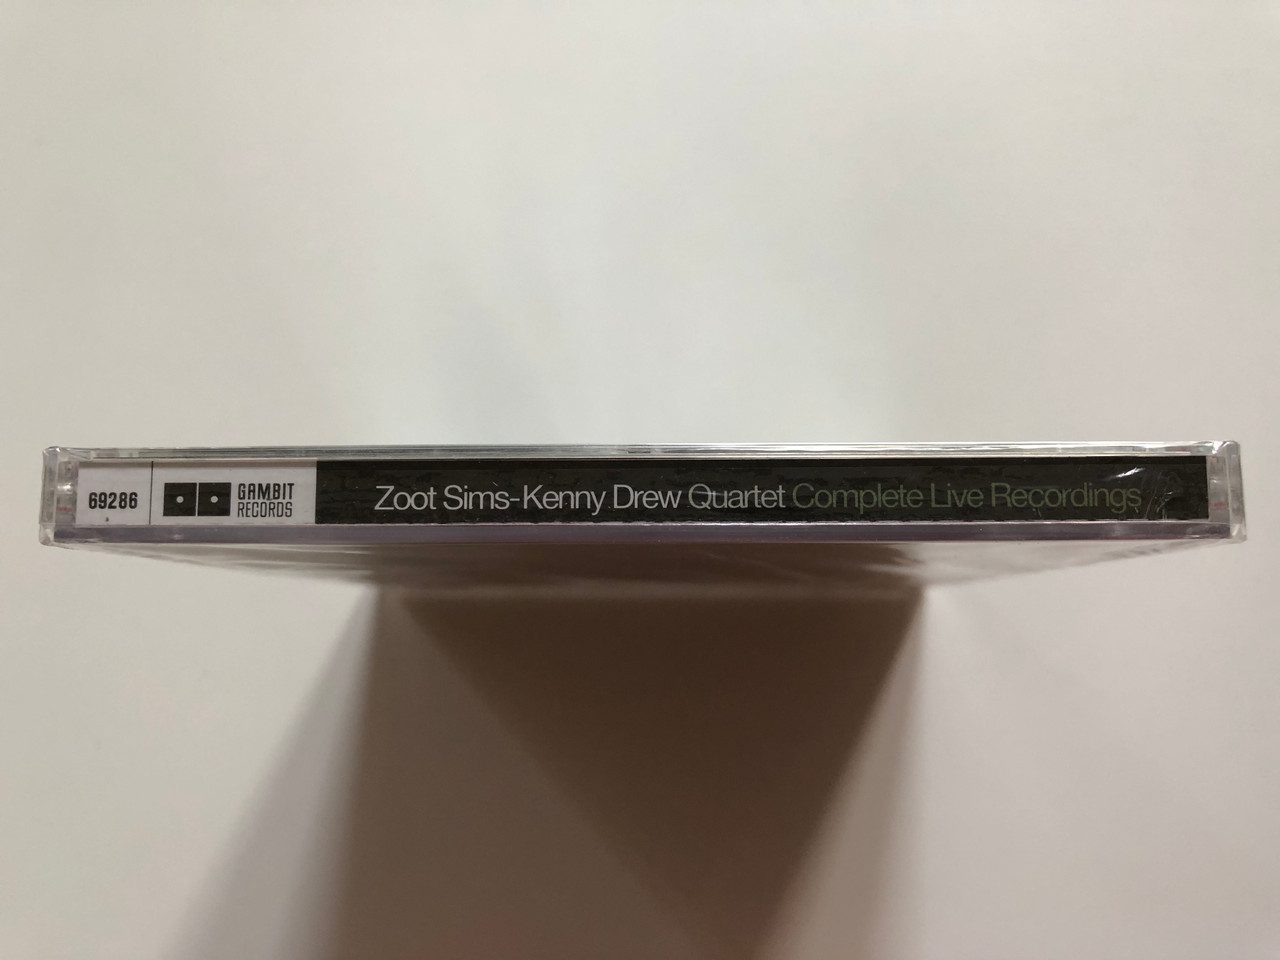 69286
GAMBIT
RECORDS
Zoot Sims-Kenny Drew Quartet Complete Live Recordings